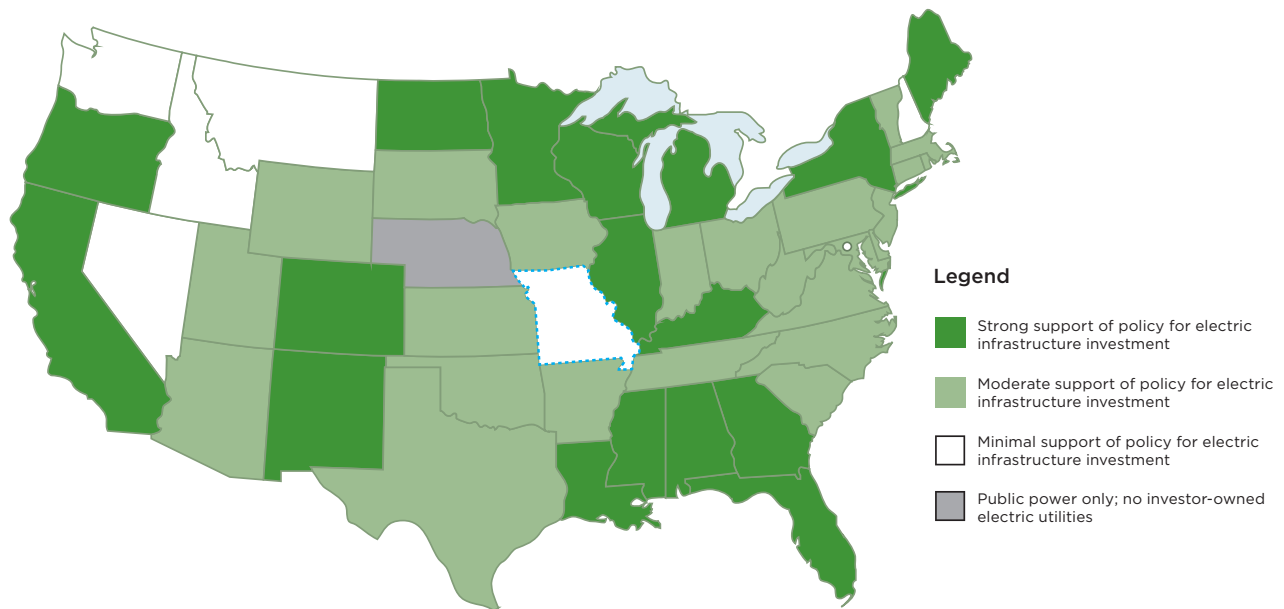 Legend
Strong support of policy for electric
infrastructure investment
Moderate support of policy for electric
infrastructure investment
Minimal support of policy for electric
infrastructure investment
Public power only; no investor-owned
electric utilities